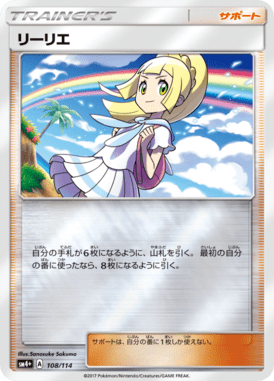 TRAINER'S
サポート
リーリエ
自分の手札が6枚になるように、山札を引く。最初の自分
の番に使ったなら、8枚になるように引く。
Illus. Sanosuke Sakuma
サポートは、自分の番に1枚しか使えない。
SM4+ A 108/114
©2017 Pokémon/Nintendo/Creatures/GAME FREAK.